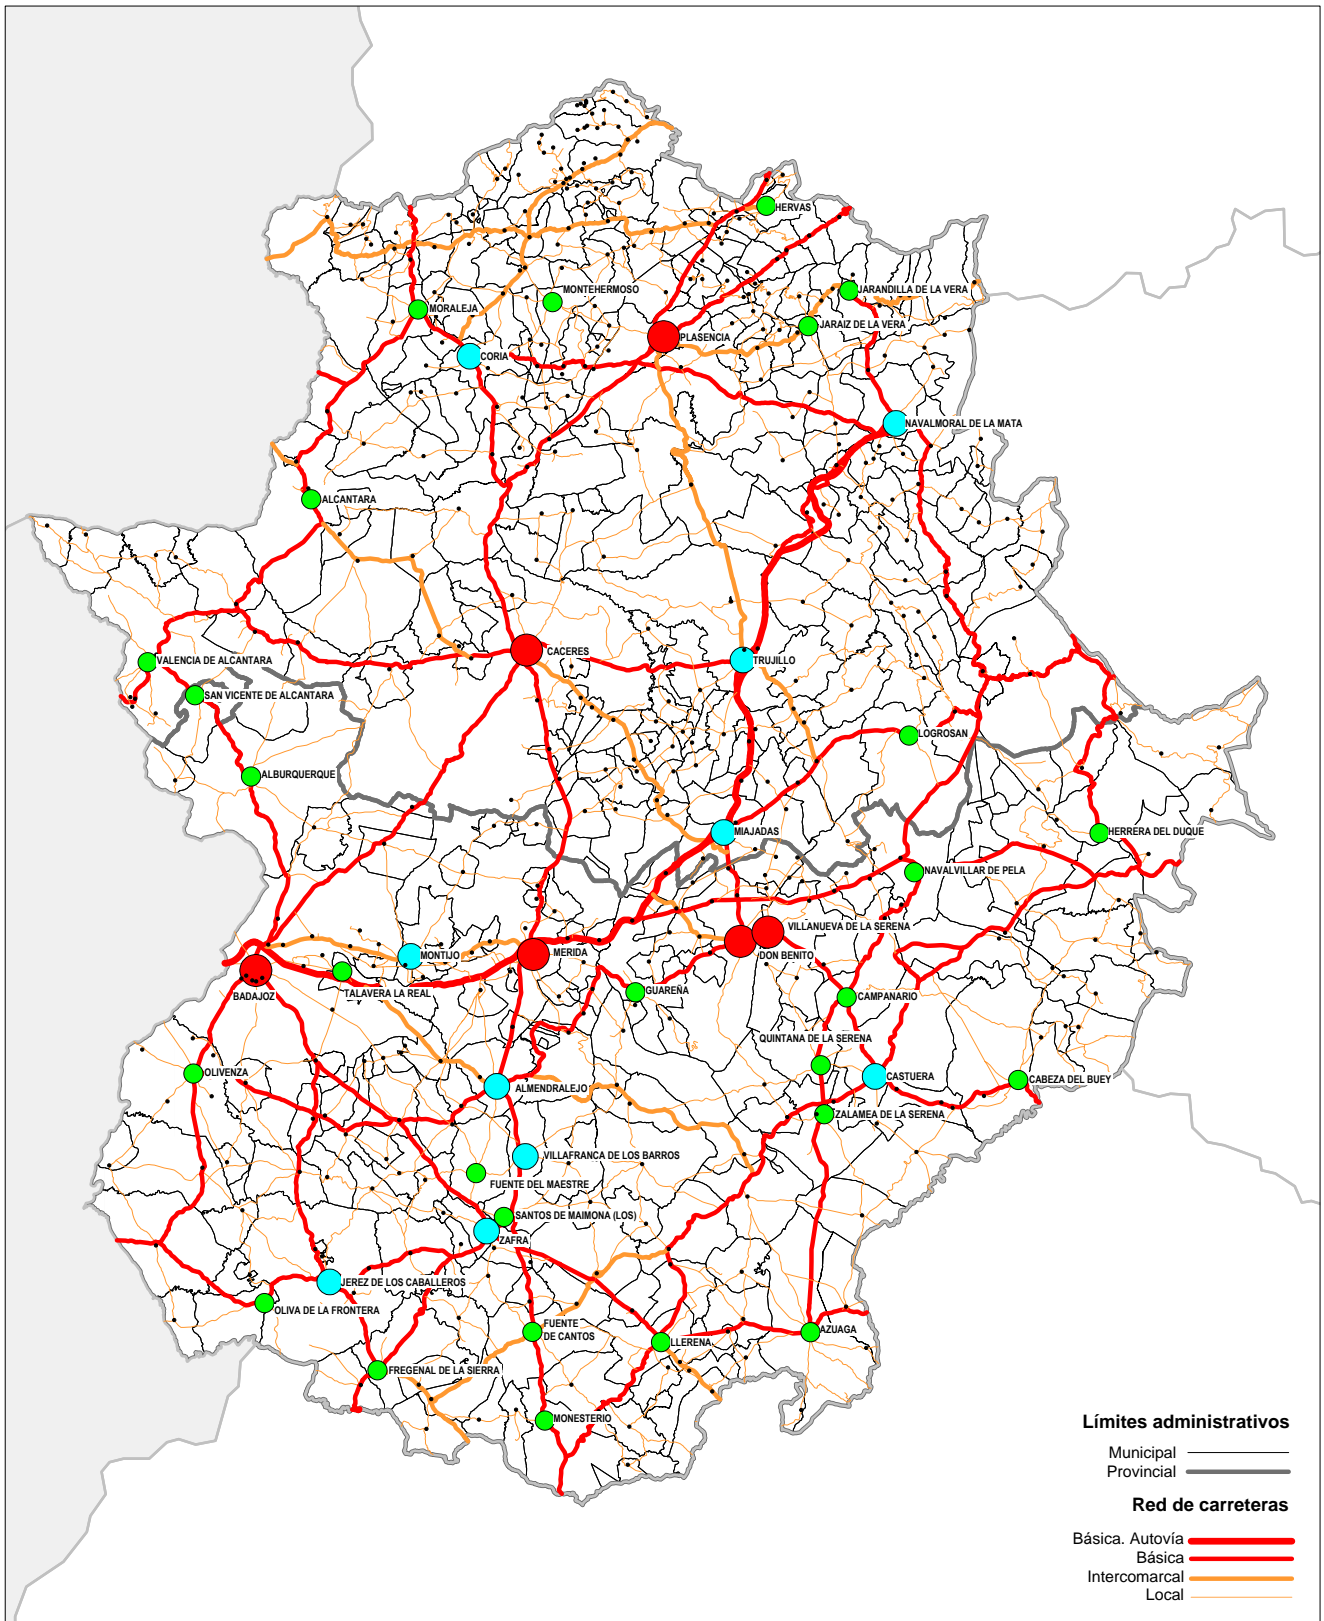 HERVAS
MONTEHERMOSO
JARANDILLA DE LA VERA
MORALEJA
JARAIZ DE LA VERA
PLASENCIA
CORIA
NAVALMORAL DE LA MATA
ALCANTARA
CACERES
TRUJILLO
VALENCIA DE ALCANTARA
SAN VICENTE DE ALCANTARA
LOGROSAN
ALBURQUERQUE
MIAJADAS
HERRERA DEL DUQUE
NAVALVILLAR DE PELA
VILLANUEVA DE LA SERENA
MONTIJO
MERIDA
DON BENITO
TALAVERA LA REAL
BADAJOZ
GUAREÑA
CAMPANARIO
QUINTANA DE LA SERENA
OLIVENZA
ALMENDRALEJO
CASTUERA
CABEZA DEL BUEY
ZALAMEA DE LA SERENA
VILLAFRANCA DE LOS BARROS
FUENTE DEL MAESTRE
SANTOS DE MAIMONA (LOS)
ZAFRA
JEREZ DE LOS CABALLEROS
OLIVA DE LA FRONTERA
FUENTE
DE CANTOS
LLERENA
AZUAGA
FREGENAL DE LA SIERRA
MONESTERIO
Límites administrativos
Municipal
Provincial
Red de carreteras
Básica. Autovía
Básica
Intercomarcal
Local